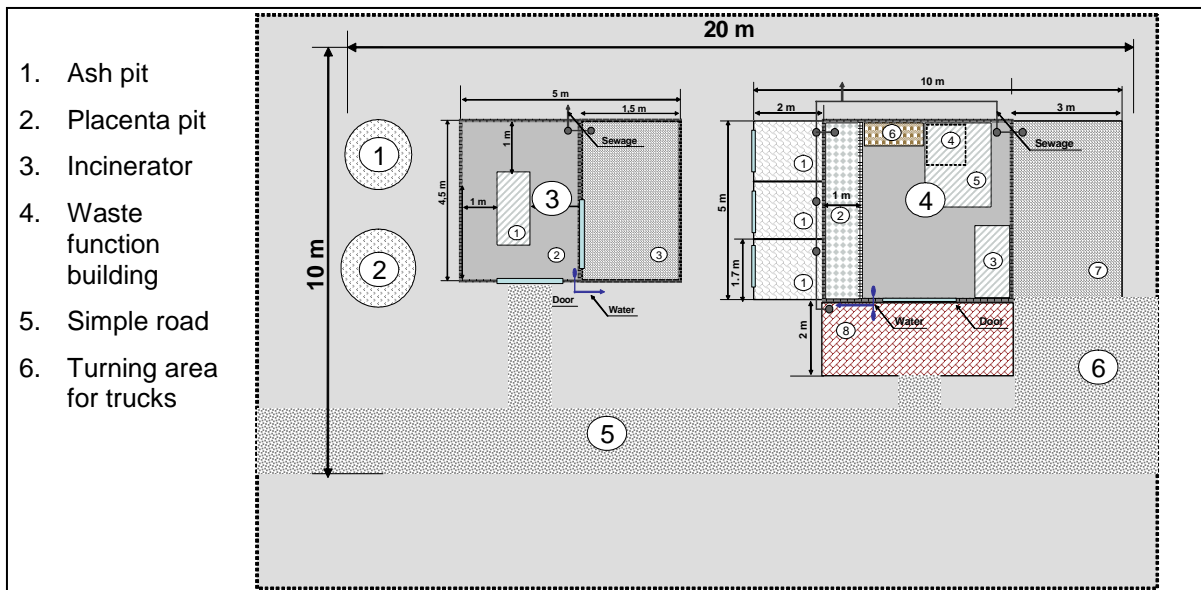 1. Ash pit
2. Placenta pit
3. Incinerator
4. Waste
function
building
5. Simple road
6. Turning area
for trucks
20 m
10 m
5 m
1,5 m
4,5 m
1 m
1 m
Sewage
Door
Water
1
2
3
1
2
3
10 m
2 m
3 m
5 m
1.7 m
1 m
2 m
Sewage
Water
Door
1
1
1
2
6
4
5
4
3
7
8
5
6